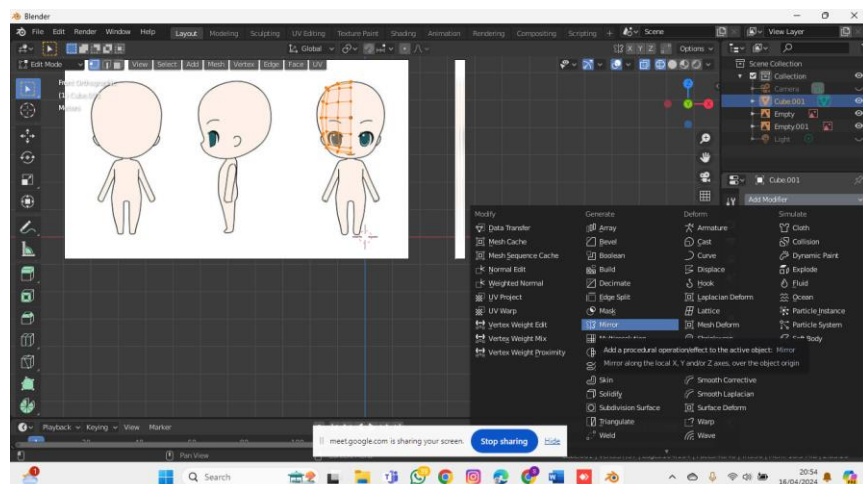 Blender
File Edit Render Window Help Layout Modeling Sculpting UV Editing Texture Paint Shading Animation Rendering Compositing Scripting + Scene View Layer
Global X Y Z Options
Edit Mode View Select Add Mesh Vertex Edge Face UV
Scene Collection
Front Orthographic
Collection
(1) Cube.001
Camera
Cube.001
Empty
Empty.001
Light
Cube.001
Add Modifier
Modify Generate Deform Simulate
Data Transfer Array Armature Cloth
Mesh Cache Bevel Cast Collision
Mesh Sequence Cache Boolean Curve Dynamic Paint
Normal Edit Build Displace Explode
Weighted Normal Decimate Hook Fluid
UV Project Edge Split Laplacian Deform Ocean
UV Warp Mask Lattice Particle Instance
Vertex Weight Edit Mirror Mesh Deform Particle System
Vertex Weight Mix Soft Body
Vertex Weight Proximity
Add a procedural operation/effect to the active object: Mirror
Mirror along the local X, Y and/or Z axes, over the object origin
Skin Smooth Corrective
Solidify Smooth Laplacian
Subdivision Surface Surface Deform
Triangulate Warp
Weld Wave
Playback Keying View Marker
Pan View
meet.google.com is sharing your screen. Stop sharing Hide
Search
20:54
16/04/2024